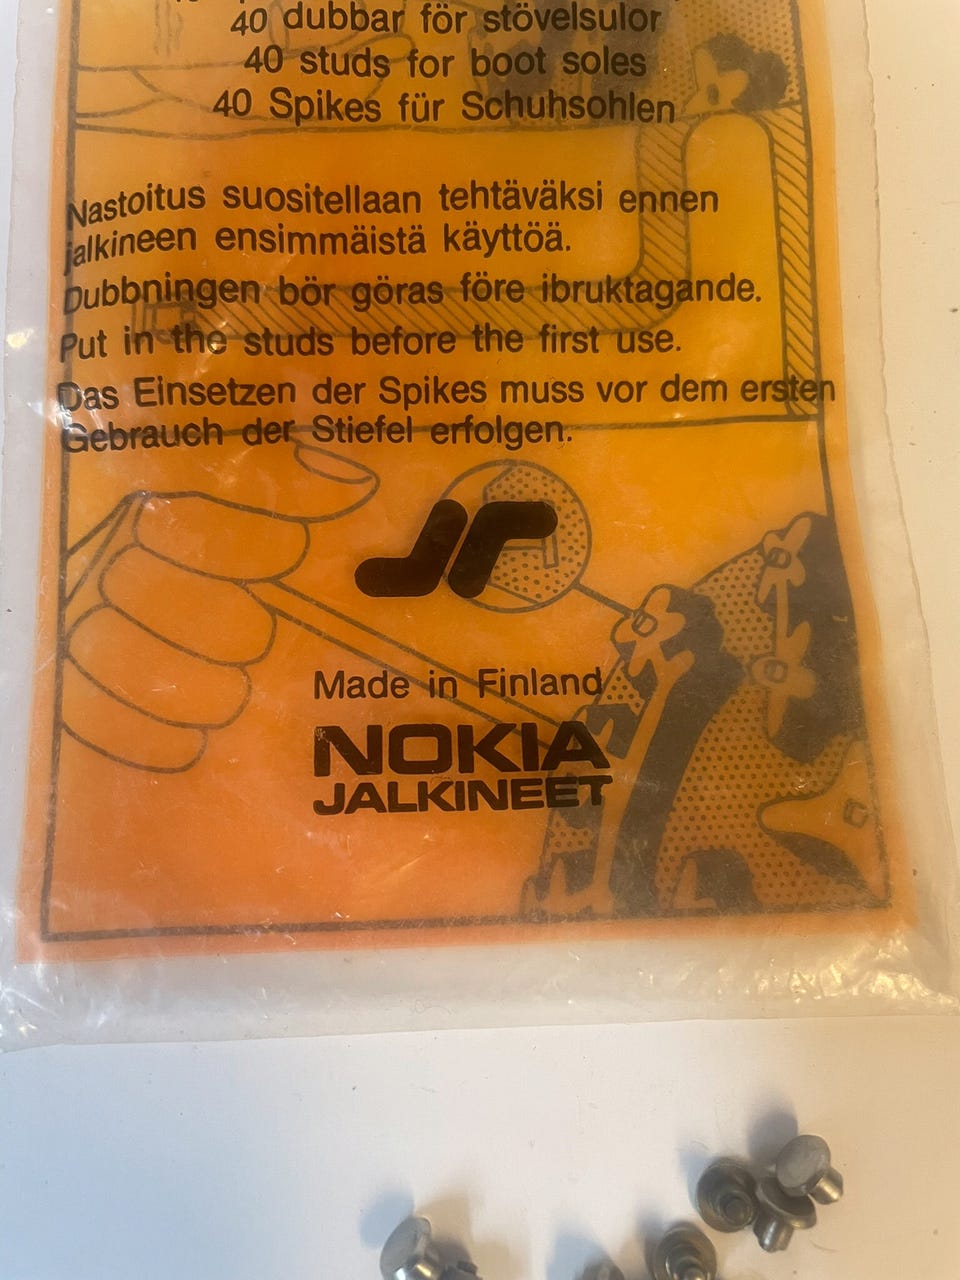 40 dubbar för stövelsulor
40 studs for boot soles
40 Spikes für Schuhsohlen
Nastoitus suositellaan tehtäväksi ennen
jalkineen ensimmäistä käyttöä.
Dubbningen bör göras före ibruktagande.
Put in the studs before the first use.
Das Einsetzen der Spikes muss vor dem ersten
Gebrauch der Stiefel erfolgen.
Made in Finland
NOKIA
JALKINEET